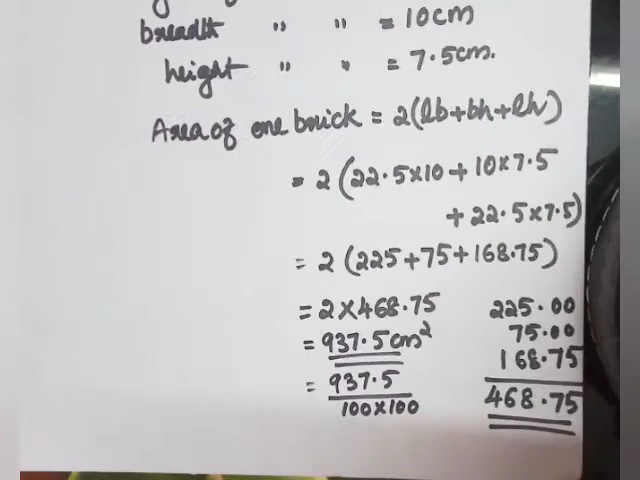 breadth " " = 10cm
height " " = 7.5cm.
Area of one brick = 2(lb+bh+lh)
= 2 (22.5×10 + 10×7.5
+ 22.5×7.5)
= 2 (225+75+168.75)
= 2×468.75
= 937.5cm²
= 937.5
100×100
225.00
75.00
168.75
468.75